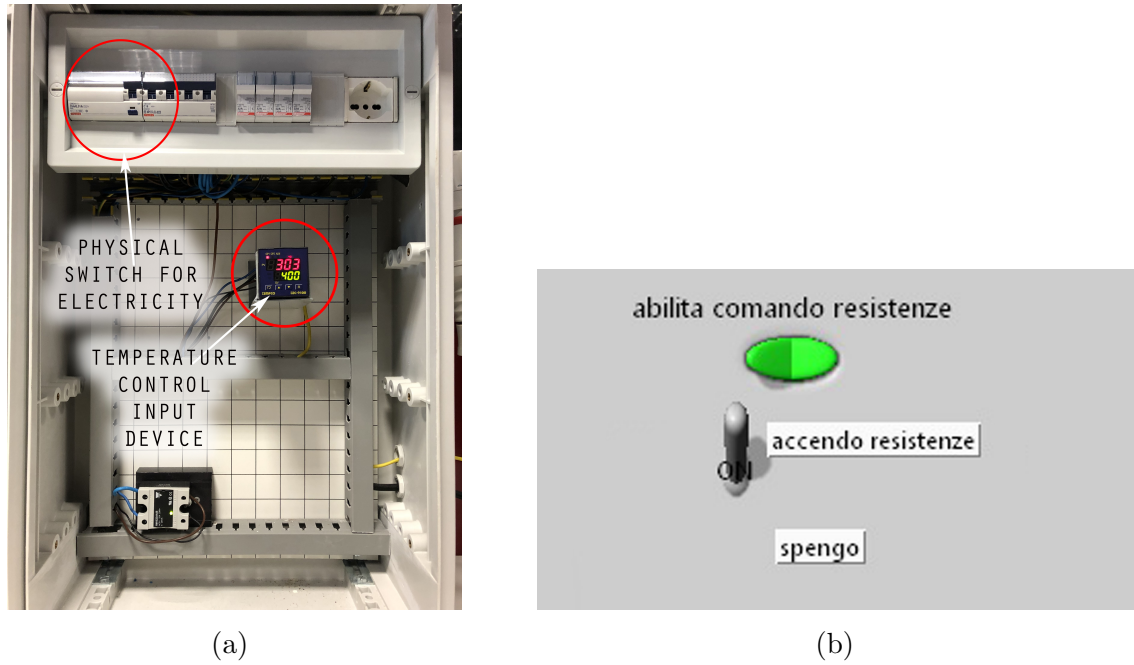 PHYSICAL
SWITCH FOR
ELECTRICITY
303
400
TEMPERATURE
CONTROL
INPUT
DEVICE
(a)
abilita comando resistenze
accendo resistenze
ON
spengo
(b)